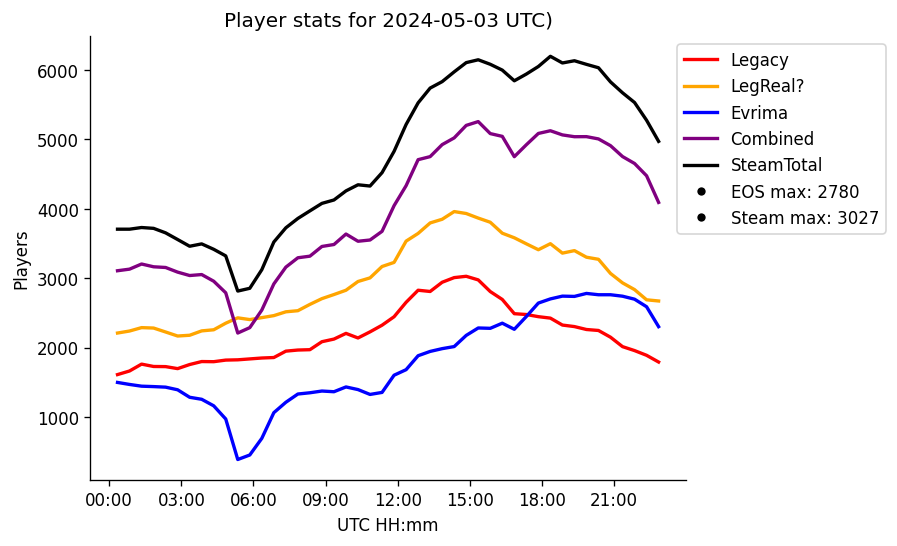 Player stats for 2024-05-03 UTC)
Players
6000
5000
4000
3000
2000
1000
00:00 03:00 06:00 09:00 12:00 15:00 18:00 21:00
UTC HH:mm
Legacy
LegReal?
Evrima
Combined
SteamTotal
EOS max: 2780
Steam max: 3027